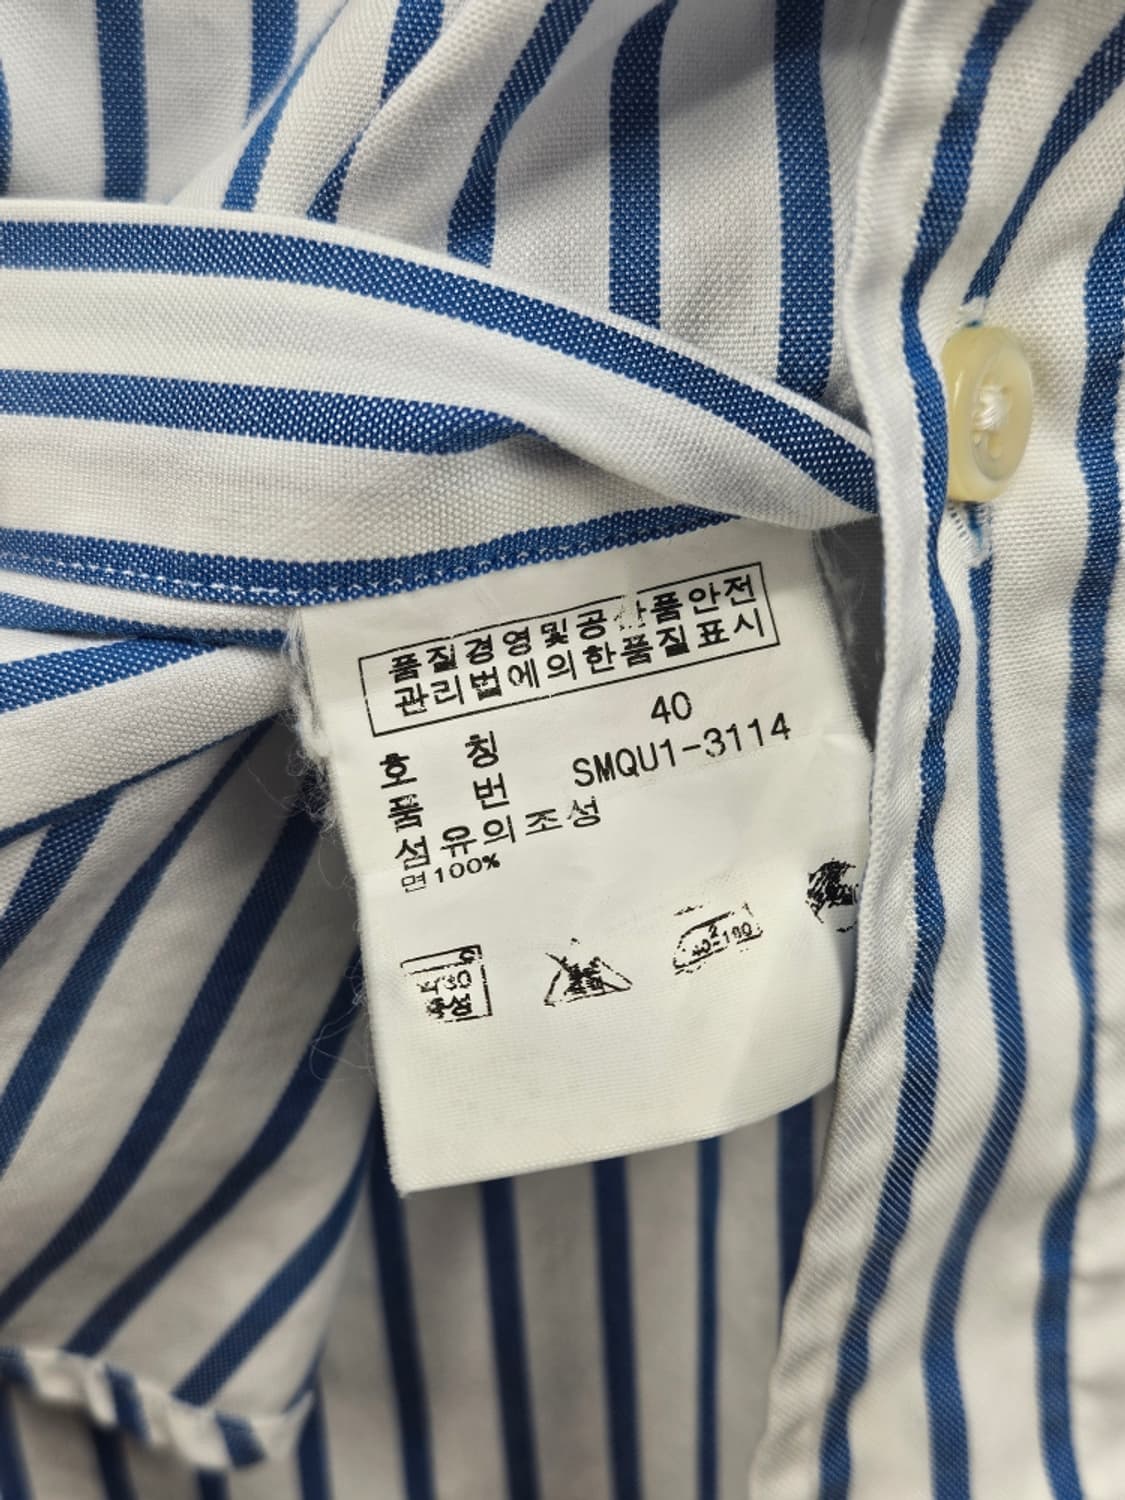 품질경영및공산품안전
관리법에의한품질표시
호 칭 40
품 번 SMQU1-3114
섬유의조성
면100%